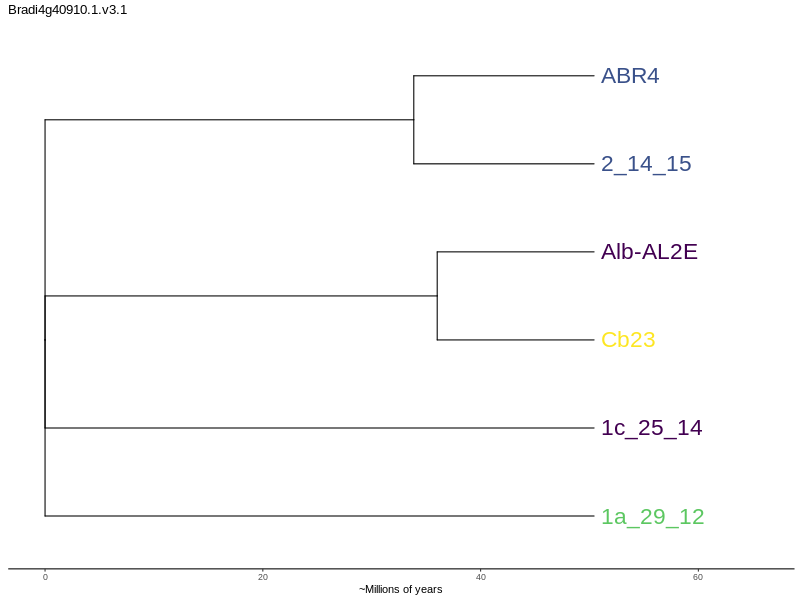 Bradi4g40910.1.v3.1
ABR4
2_14_15
Alb-AL2E
Cb23
1c_25_14
1a_29_12
0 20 40 60
~Millions of years